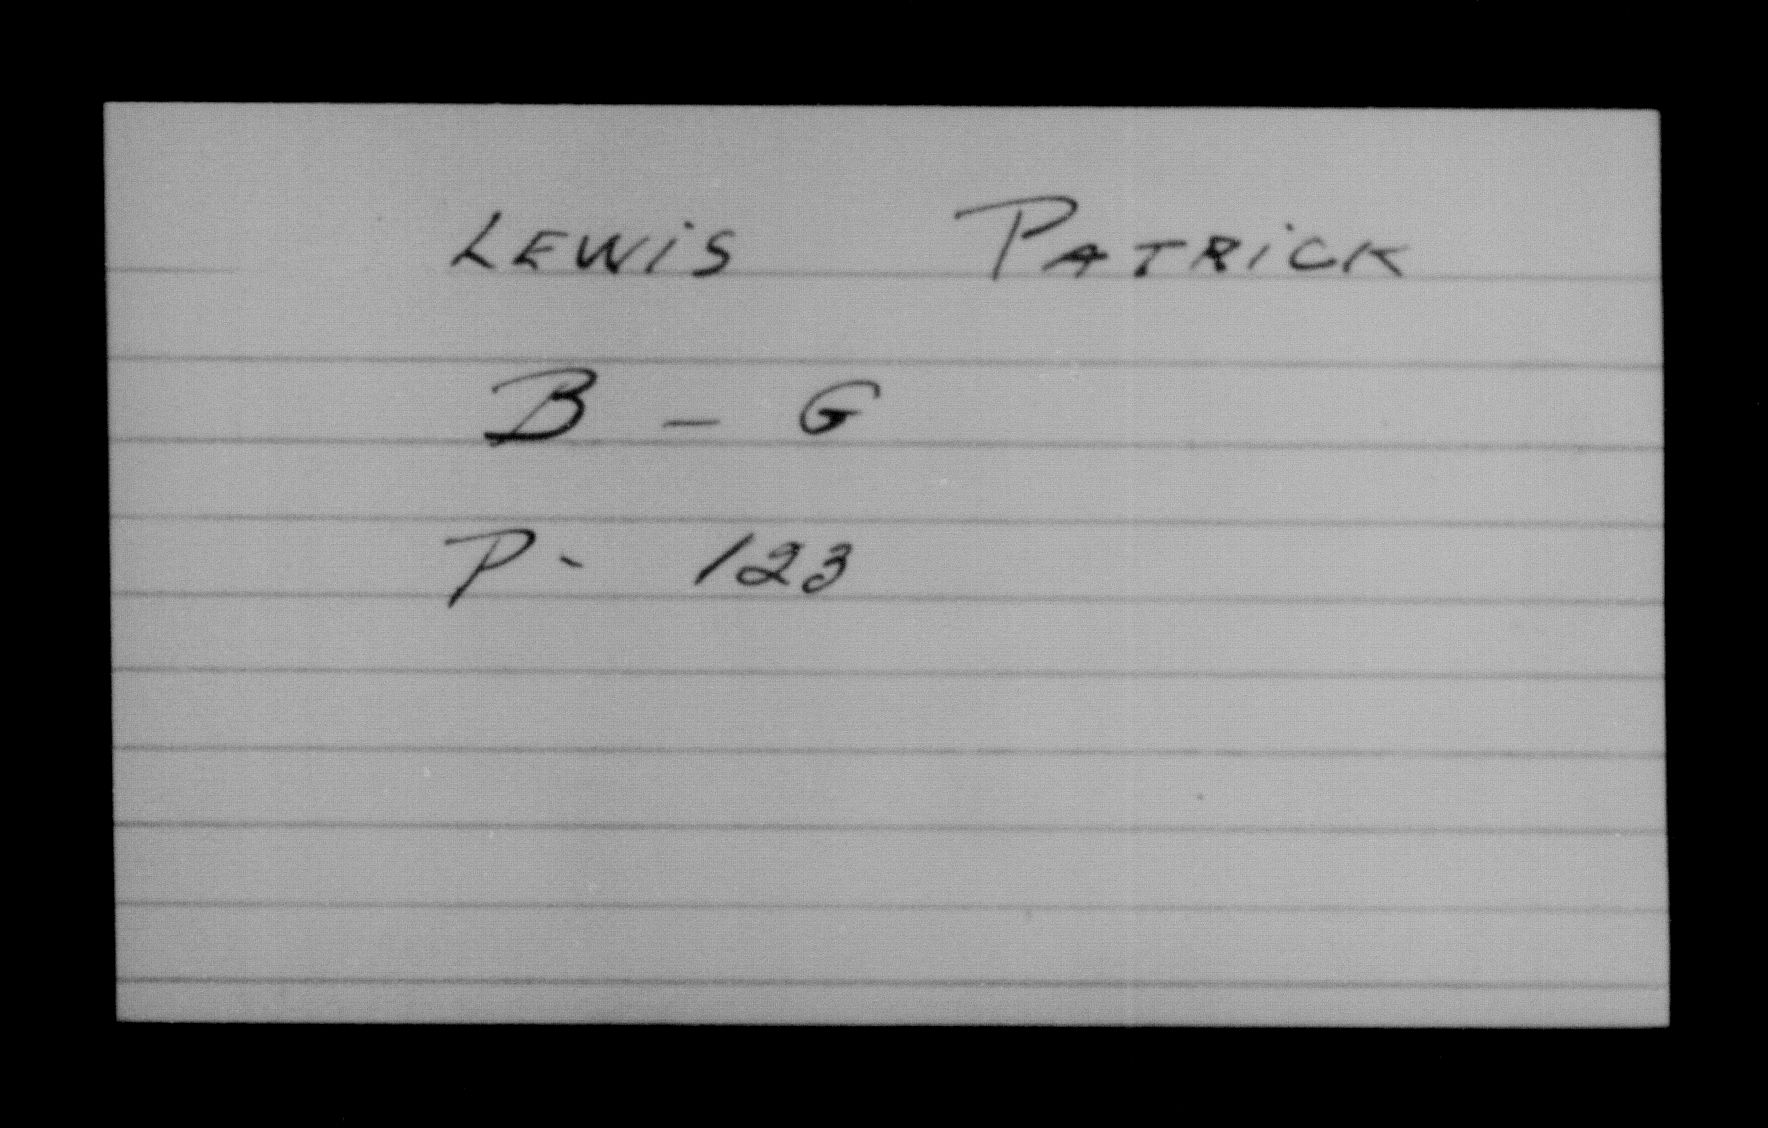 LEWiS PATRiCK
B - G
P - 123